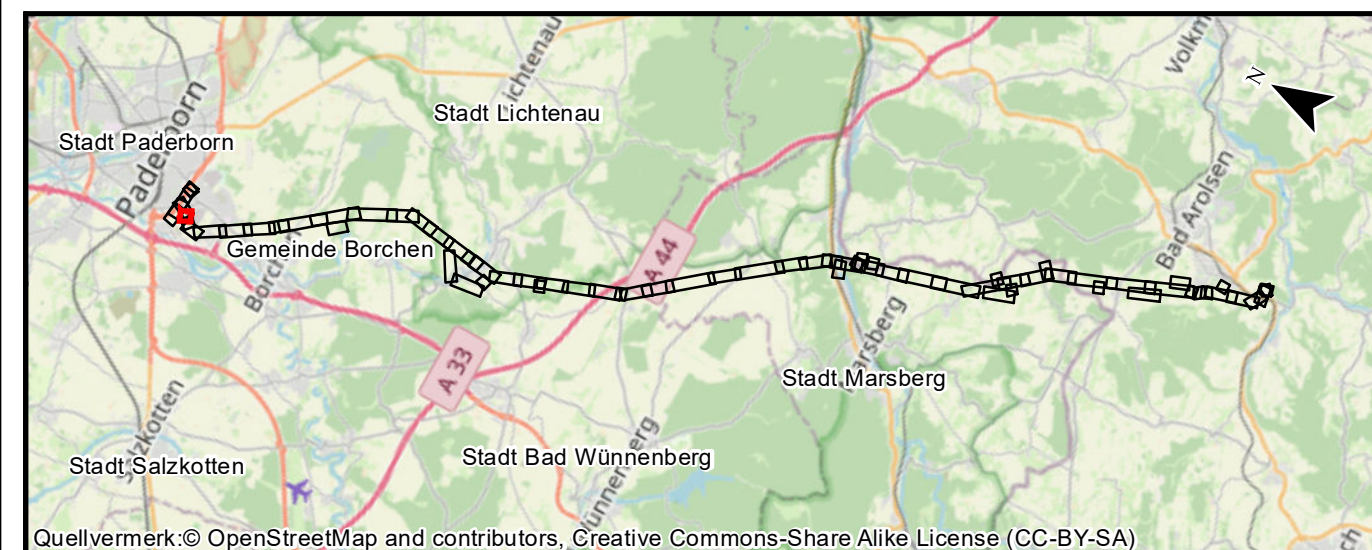 Volkm
N
Lichtenau
Stadt Lichtenau
Stadt Paderborn
Paderborn
Bad Arolsen
Gemeinde Borchen
A 44
Borchen
Marsberg
A 33
Stadt Marsberg
Salzkotten
Stadt Salzkotten
Stadt Bad Wünnenberg
Wünnenberg
Quellvermerk:© OpenStreetMap and contributors, Creative Commons-Share Alike License (CC-BY-SA)